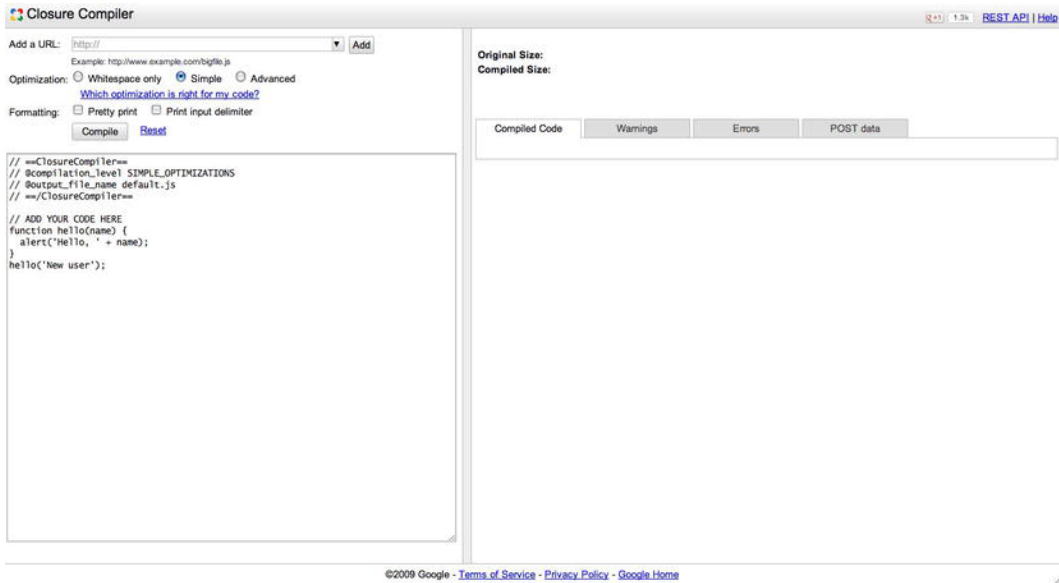 Closure Compiler
+1 1.3k REST API | Help
Add a URL: http:// Add
Example: http://www.example.com/bigfile.js
Optimization: Whitespace only Simple Advanced
Which optimization is right for my code?
Formatting: Pretty print Print input delimiter
Compile Reset
// ==ClosureCompiler==
// @compilation_level SIMPLE_OPTIMIZATIONS
// @output_file_name default.js
// ==/ClosureCompiler==
// ADD YOUR CODE HERE
function hello(name) {
alert('Hello, ' + name);
}
hello('New user');
Original Size:
Compiled Size:
Compiled Code Warnings Errors POST data
©2009 Google - Terms of Service - Privacy Policy - Google Home